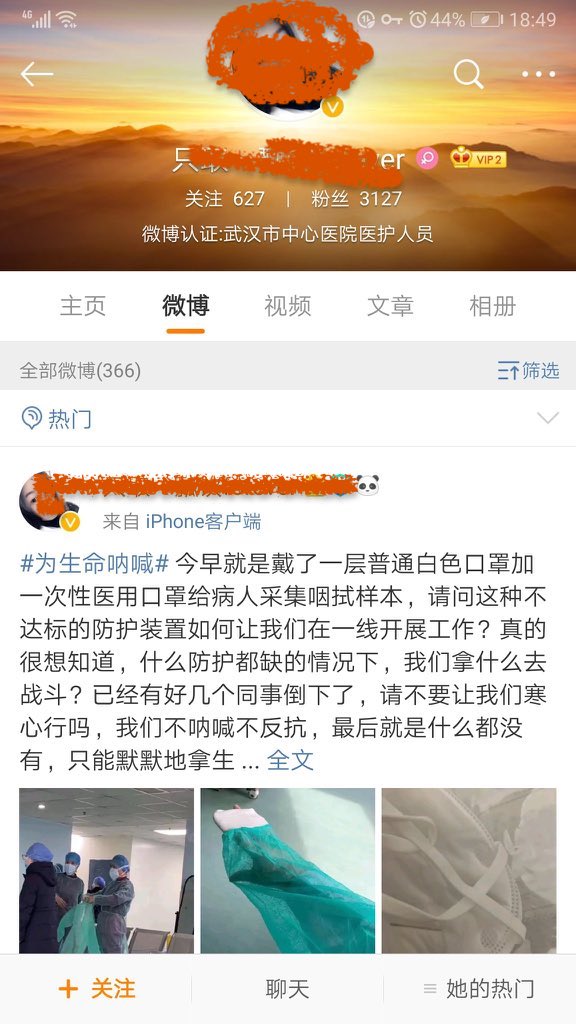 4G 44% 18:49
VIP 2
关注 627 | 粉丝 3127
微博认证:武汉市中心医院医护人员
主页 微博 视频 文章 相册
全部微博(366) 筛选
热门
来自 iPhone客户端
#为生命呐喊# 今早就是戴了一层普通白色口罩加
一次性医用口罩给病人采集咽拭样本，请问这种不
达标的防护装置如何让我们在一线开展工作？真的
很想知道，什么防护都缺的情况下，我们拿什么去
战斗？已经有好几个同事倒下了，请不要让我们寒
心行吗，我们不呐喊不反抗，最后就是什么都没
有，只能默默地拿生 ... 全文
+ 关注 聊天 她的热门